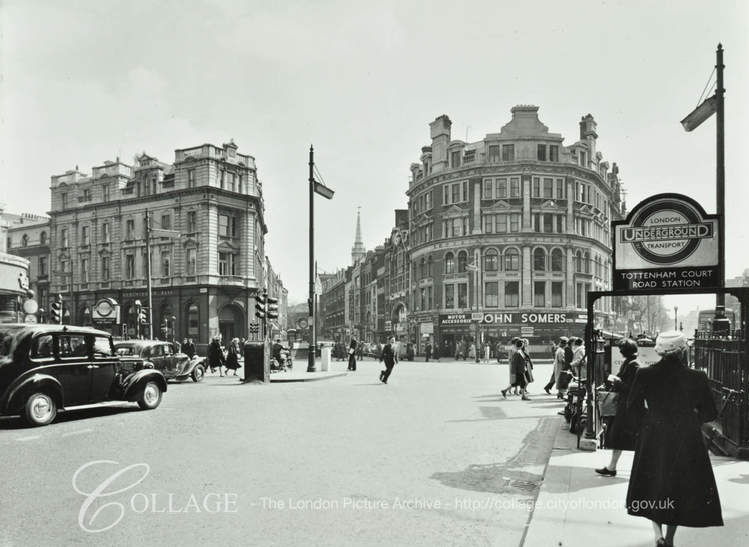 LONDON
UNDERGROUND
TRANSPORT
TOTTENHAM COURT
ROAD STATION
MOTOR
ACCESSORIES
JOHN SOMERS
COLLAGE - The London Picture Archive - http://collage.cityoflondon.gov.uk